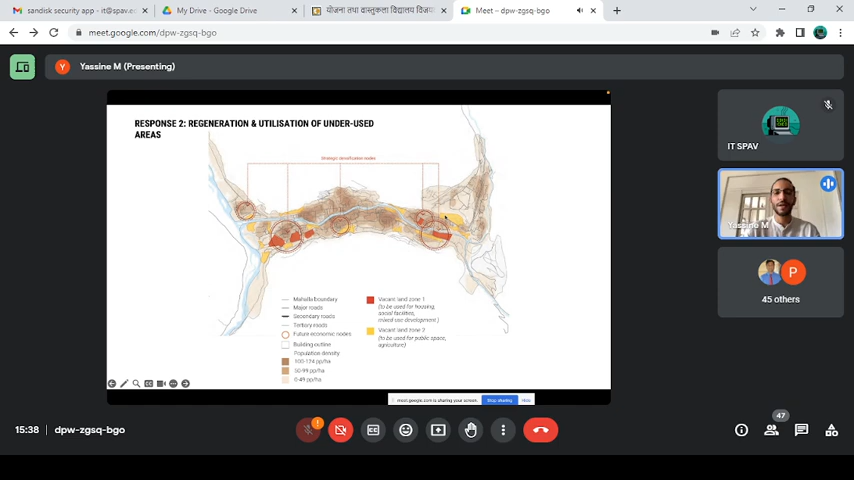 sandisk security app - it@spav.e
My Drive - Google Drive
योजना तथा वास्तुकला विद्यालय विजय
Meet – dpw-zgsq-bgo
meet.google.com/dpw-zgsq-bgo
Yassine M (Presenting)
RESPONSE 2: REGENERATION & UTILISATION OF UNDER-USED
AREAS
Strategic densification nodes
Mahalla boundary
Major roads
Secondary roads
Tertiary roads
Future economic nodes
Building outline
Population density
100-124 pp/ha
50-99 pp/ha
0-49 pp/ha
Vacant land zone 1
(to be used for housing,
social facilities,
mixed use development )
Vacant land zone 2
(to be used for public space,
agriculture)
meet.google.com is sharing your screen.
Stop sharing
Hide
IT SPAV
Yassine M
P
45 others
15:38
dpw-zgsq-bgo
47